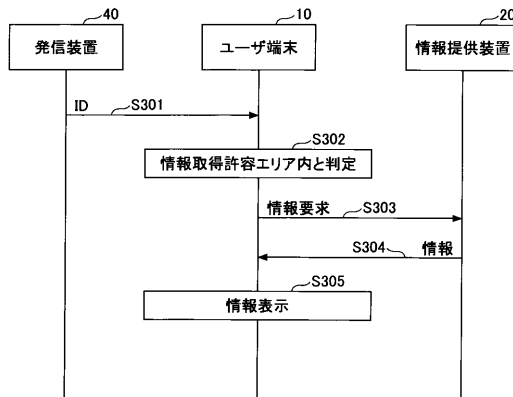 40
10
20
発信装置
ユーザ端末
情報提供装置
ID
S301
S302
情報取得許容エリア内と判定
情報要求
S303
S304
情報
S305
情報表示